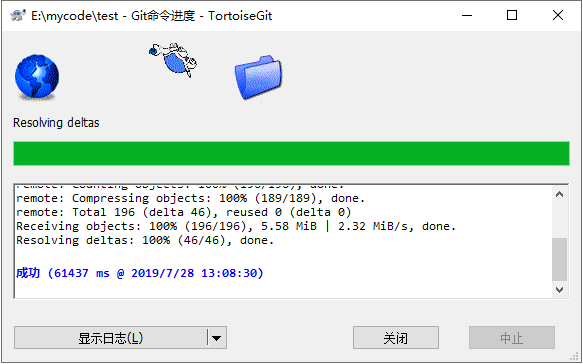 E:\mycode\test - Git命令进度 - TortoiseGit
Resolving deltas
remote: Counting objects: 100% (196/196), done.
remote: Compressing objects: 100% (189/189), done.
remote: Total 196 (delta 46), reused 0 (delta 0)
Receiving objects: 100% (196/196), 5.58 MiB | 2.32 MiB/s, done.
Resolving deltas: 100% (46/46), done.
成功 (61437 ms @ 2019/7/28 13:08:30)
显示日志(L)
关闭
中止